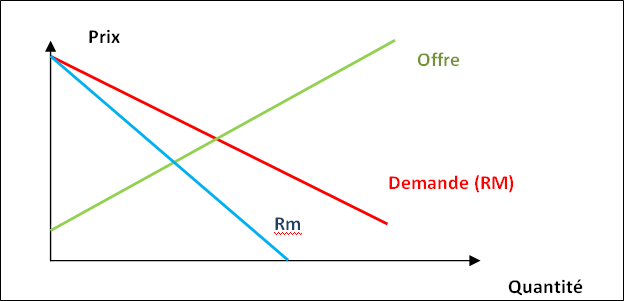 Prix
Offre
Demande (RM)
Rm
Quantité